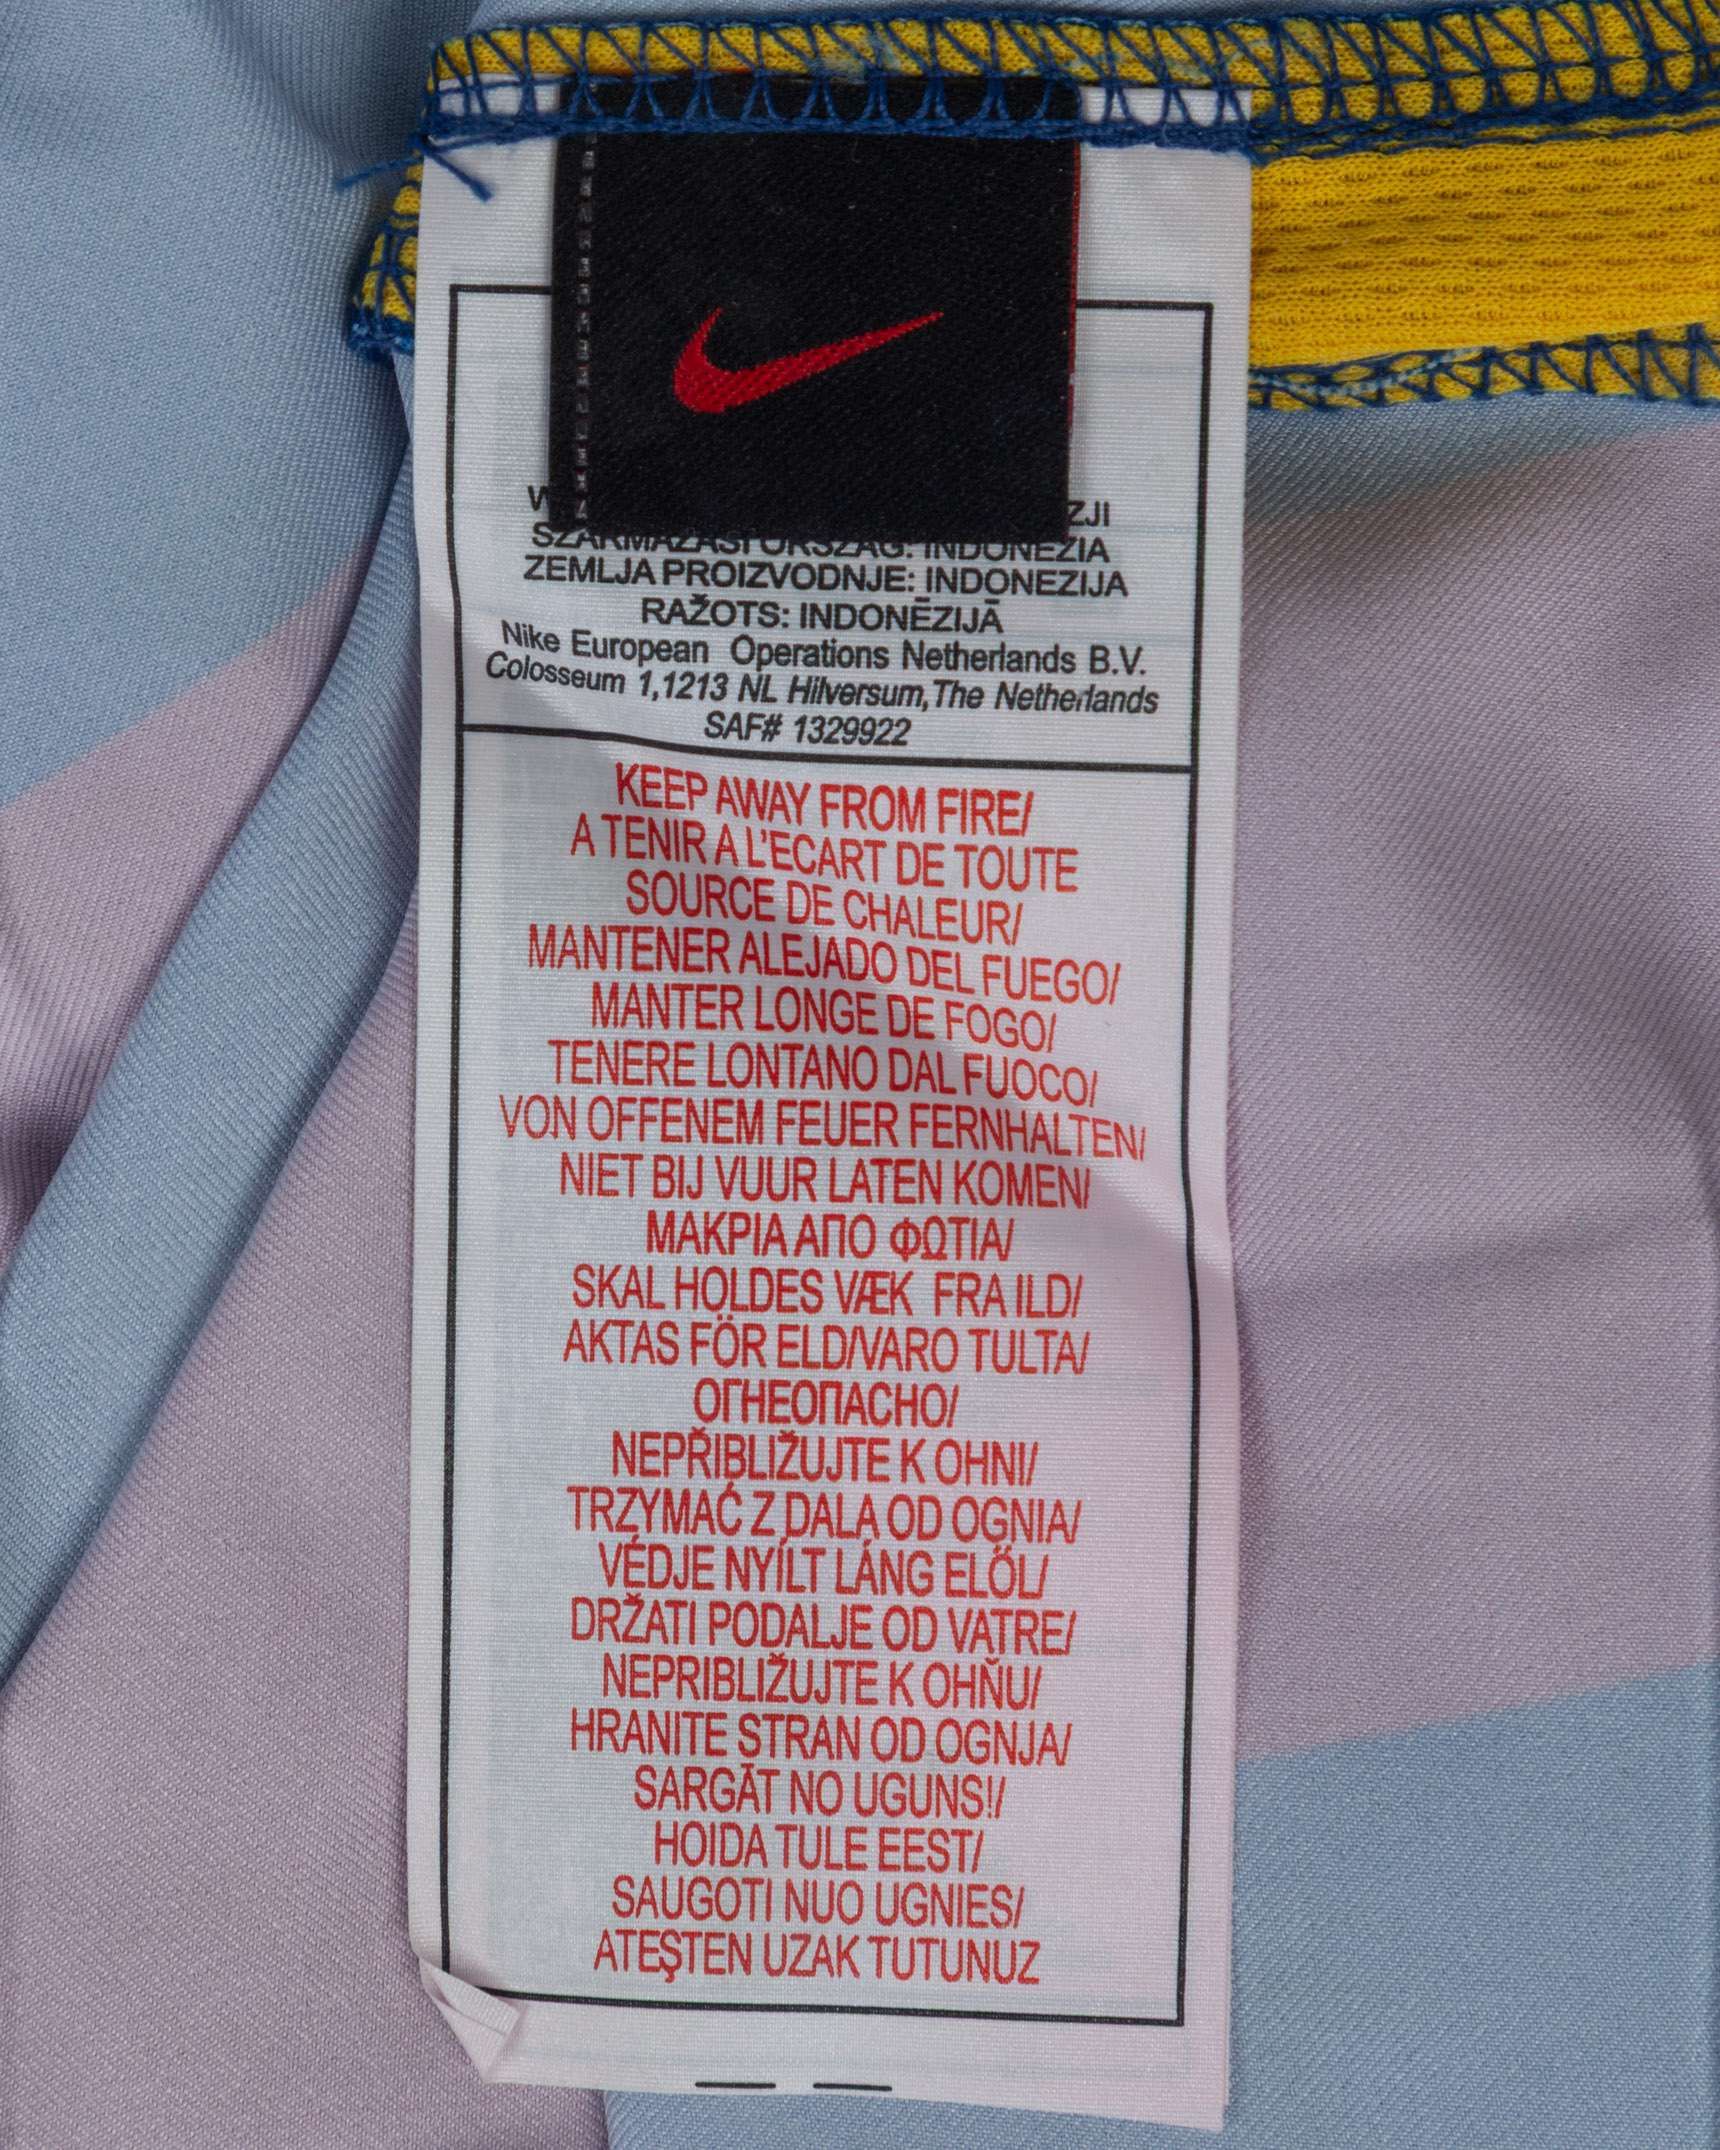 ZJI
SZÁRMAZÁSI ORSZÁG: INDONÉZIA
ZEMLJA PROIZVODNJE: INDONEZIJA
RAŽOTS: INDONĒZIJĀ
Nike European Operations Netherlands B.V.
Colosseum 1,1213 NL Hilversum,The Netherlands
SAF# 1329922
KEEP AWAY FROM FIRE/
A TENIR A L'ECART DE TOUTE
SOURCE DE CHALEUR/
MANTENER ALEJADO DEL FUEGO/
MANTER LONGE DE FOGO/
TENERE LONTANO DAL FUOCO/
VON OFFENEM FEUER FERNHALTEN/
NIET BIJ VUUR LATEN KOMEN/
ΜΑΚΡΙΑ ΑΠΟ ΦΩΤΙΑ/
SKAL HOLDES VÆK FRA ILD/
AKTAS FÖR ELD/VARO TULTA/
ОГНЕОПАСНО/
NEPŘIBLIŽUJTE K OHNI/
TRZYMAĆ Z DALA OD OGNIA/
VÉDJE NYÍLT LÁNG ELŐL/
DRŽATI PODALJE OD VATRE/
NEPRIBLIŽUJTE K OHŇU/
HRANITE STRAN OD OGNJA/
SARGĀT NO UGUNS!/
HOIDA TULE EEST/
SAUGOTI NUO UGNIES/
ATEŞTEN UZAK TUTUNUZ